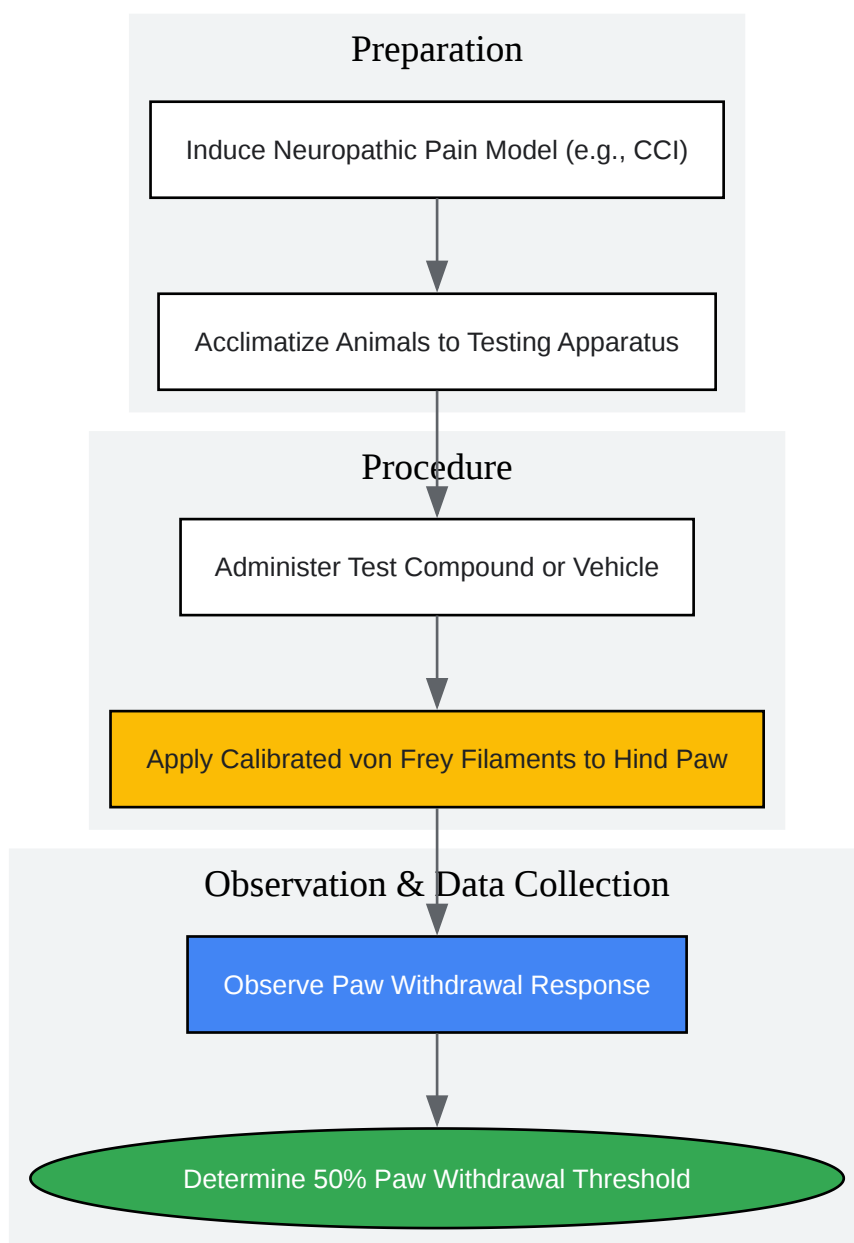 Preparation
Induce Neuropathic Pain Model (e.g., CCI)
Acclimatize Animals to Testing Apparatus
Procedure
Administer Test Compound or Vehicle
Apply Calibrated von Frey Filaments to Hind Paw
Observation & Data Collection
Observe Paw Withdrawal Response
Determine 50% Paw Withdrawal Threshold